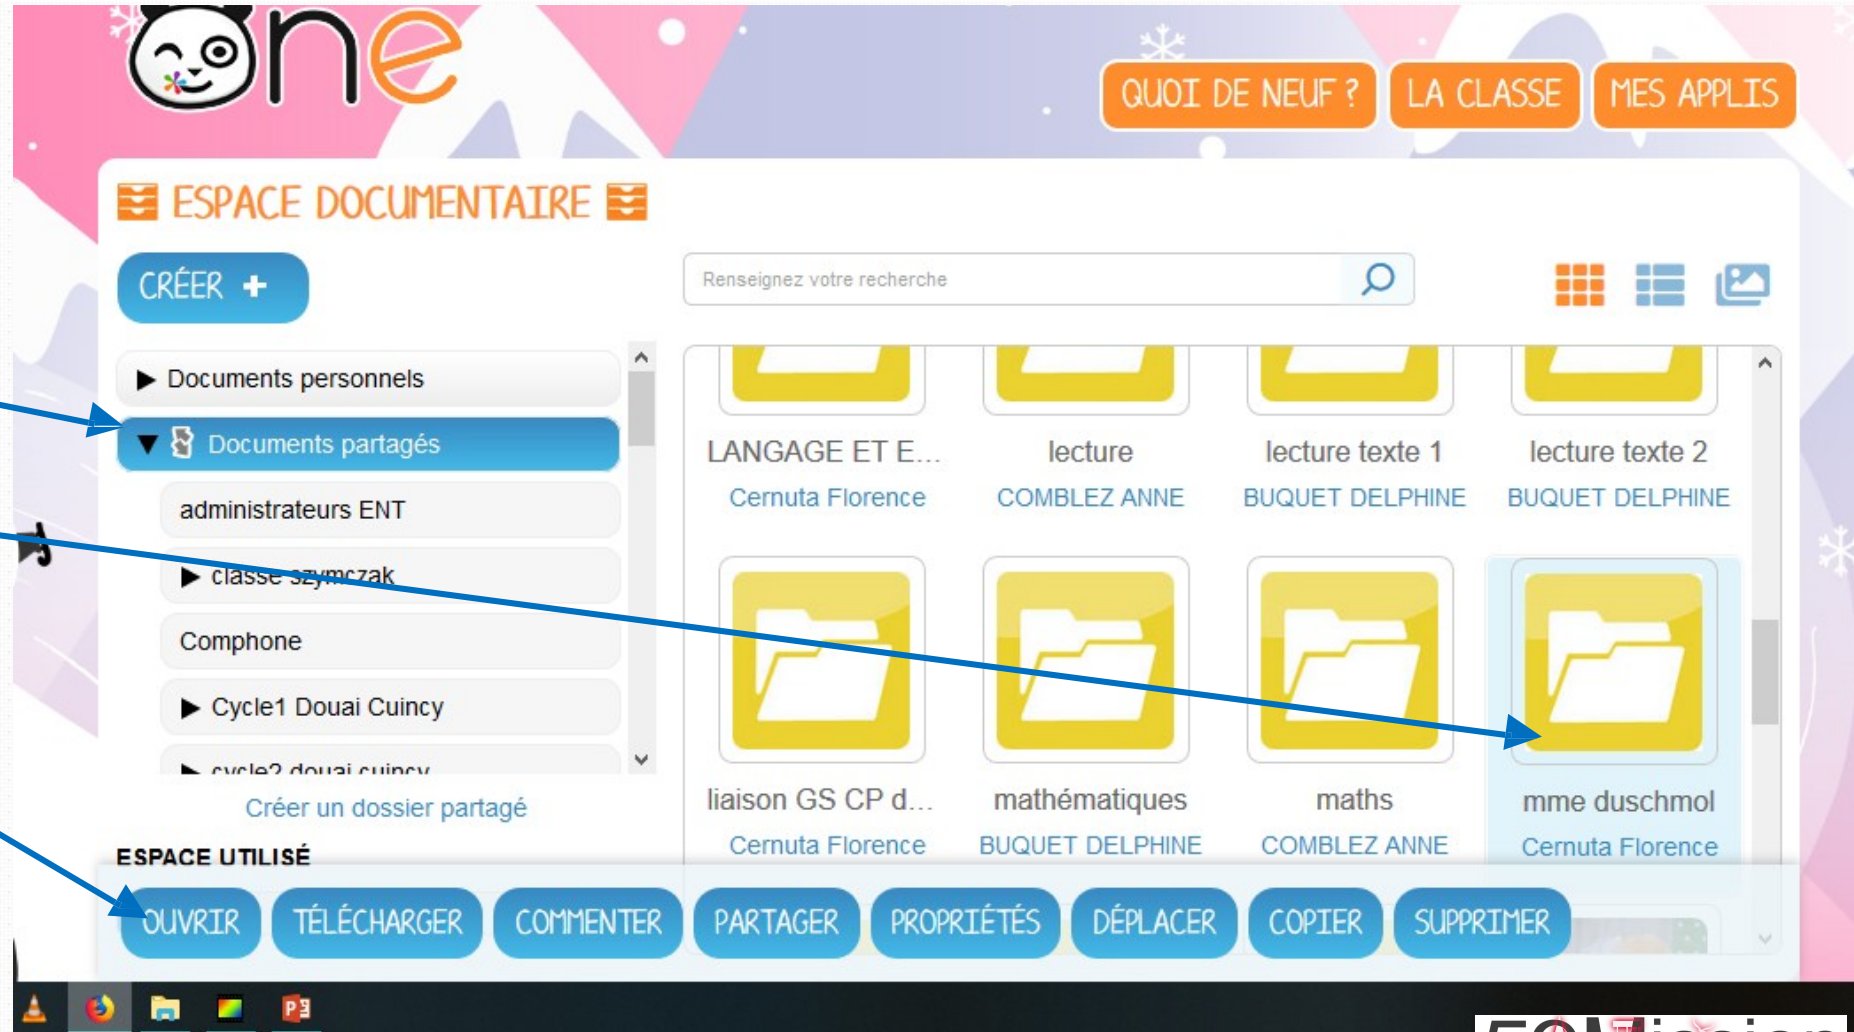 One
QUOI DE NEUF ?
LA CLASSE
MES APPLIS
ESPACE DOCUMENTAIRE
CRÉER +
Renseignez votre recherche
Documents personnels
Documents partagés
administrateurs ENT
classe szymczak
Comphone
Cycle1 Douai Cuincy
cycle2 douai cuincy
Créer un dossier partagé
ESPACE UTILISÉ
LANGAGE ET E...
Cernuta Florence
lecture
COMBLEZ ANNE
lecture texte 1
BUQUET DELPHINE
lecture texte 2
BUQUET DELPHINE
liaison GS CP d...
Cernuta Florence
mathématiques
BUQUET DELPHINE
maths
COMBLEZ ANNE
mme duschmol
Cernuta Florence
OUVRIR
TÉLÉCHARGER
COMMENTER
PARTAGER
PROPRIÉTÉS
DÉPLACER
COPIER
SUPPRIMER